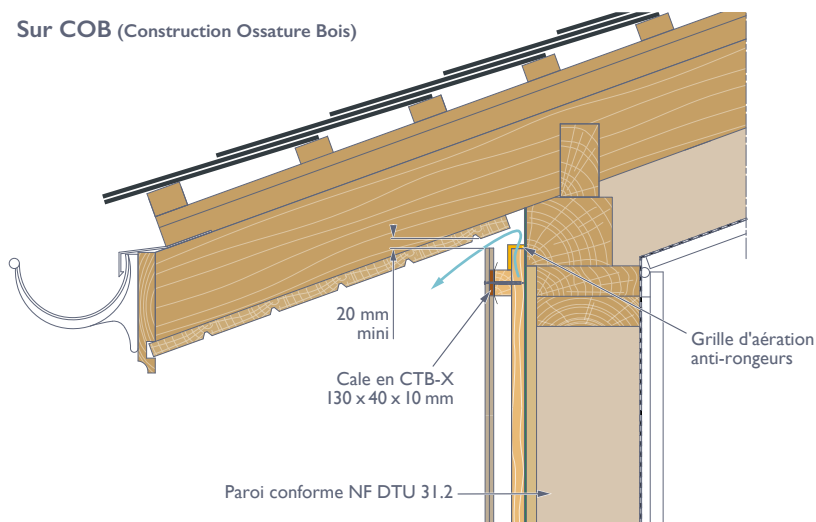 Sur COB (Construction Ossature Bois)
20 mm
mini
Cale en CTB-X
130 x 40 x 10 mm
Grille d'aération
anti-rongeurs
Paroi conforme NF DTU 31.2